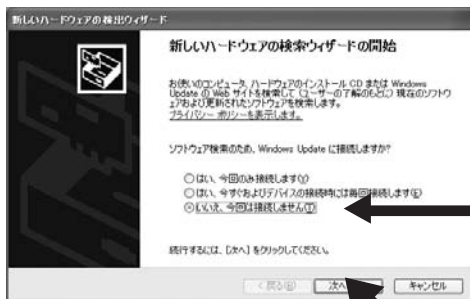 新しいハードウェアの検出ウィザード
新しいハードウェアの検索ウィザードの開始
お使いのコンピュータ、ハードウェアのインストール CD または Windows
Update の Web サイトを検索して (ユーザーの了解のもとに) 現在のソフトウ
ェアおよび更新されたソフトウェアを検索します。
プライバシー ポリシーを表示します。
ソフトウェア検索のため、Windows Update に接続しますか?
はい、今回のみ接続します(Y)
はい、今すぐおよびデバイスの接続時には毎回接続します(E)
いいえ、今回は接続しません(T)
続行するには、[次へ] をクリックしてください。
< 戻る(B)
次へ
キャンセル